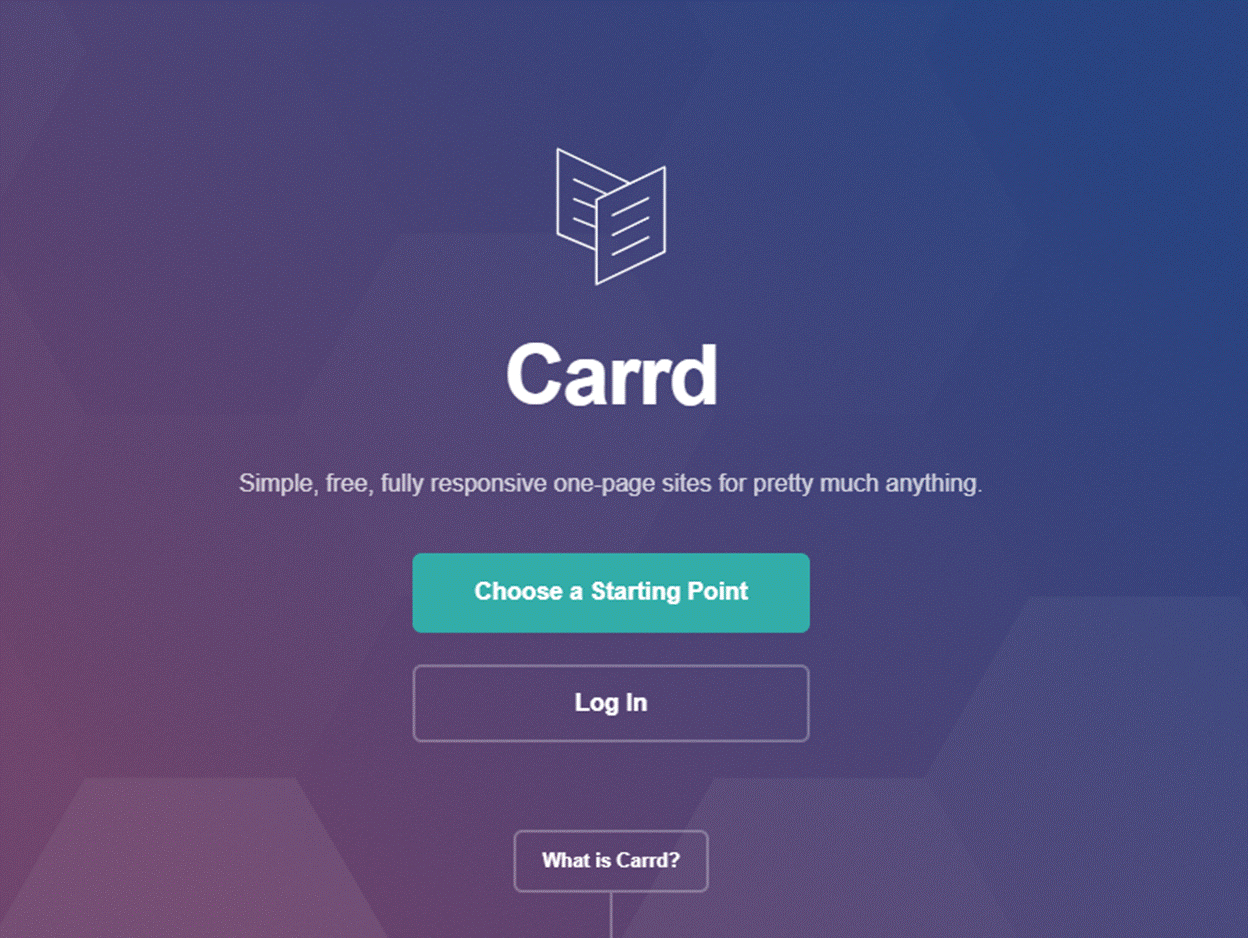 Carrd
Simple, free, fully responsive one-page sites for pretty much anything.
Choose a Starting Point
Log In
What is Carrd?